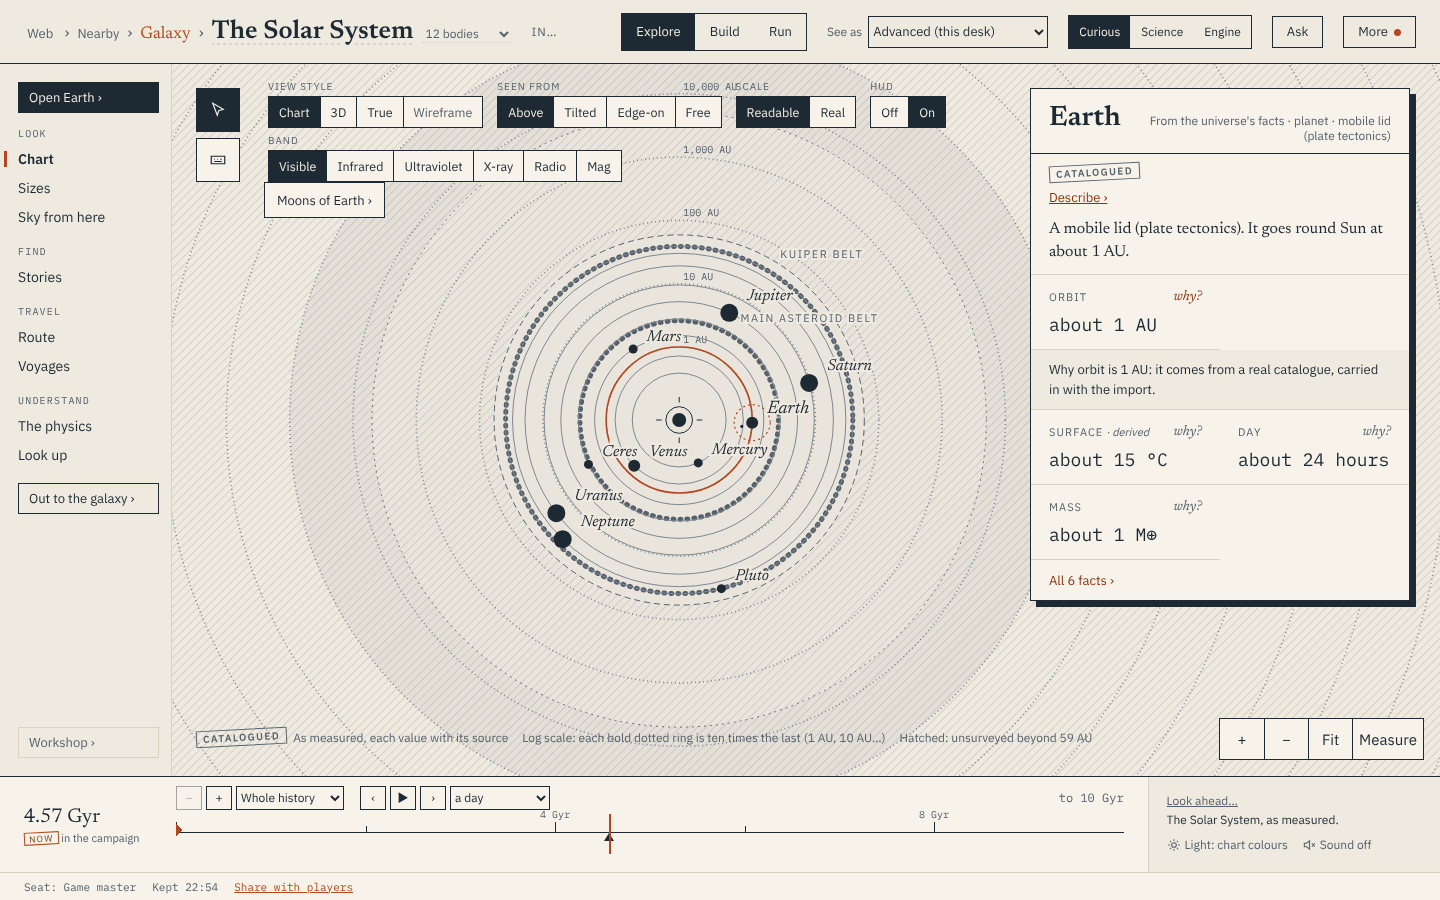 Web › Nearby › Galaxy › The Solar System 12 bodies IN...
Explore Build Run
See as Advanced (this desk)
Curious Science Engine
Ask
More
Open Earth ›
LOOK
Chart
Sizes
Sky from here
FIND
Stories
TRAVEL
Route
Voyages
UNDERSTAND
The physics
Look up
Out to the galaxy ›
Workshop ›
VIEW STYLE
Chart 3D True Wireframe
SEEN FROM
Above Tilted Edge-on Free
SCALE
Readable Real
HUD
Off On
BAND
Visible Infrared Ultraviolet X-ray Radio Mag
Moons of Earth ›
10,000 AU
1,000 AU
100 AU
KUIPER BELT
10 AU
Jupiter
MAIN ASTEROID BELT
Mars
1 AU
Saturn
Earth
Ceres
Venus
Mercury
Uranus
Neptune
Pluto
Earth
From the universe's facts · planet · mobile lid
(plate tectonics)
CATALOGUED
Describe ›
A mobile lid (plate tectonics). It goes round Sun at
about 1 AU.
ORBIT why?
about 1 AU
Why orbit is 1 AU: it comes from a real catalogue, carried
in with the import.
SURFACE · derived why? DAY why?
about 15 °C about 24 hours
MASS why?
about 1 M⊕
All 6 facts ›
CATALOGUED As measured, each value with its source Log scale: each bold dotted ring is ten times the last (1 AU, 10 AU...) Hatched: unsurveyed beyond 59 AU
+ − Fit Measure
4.57 Gyr
NOW in the campaign
− + Whole history ‹ ▶ › a day
to 10 Gyr
4 Gyr 8 Gyr
Look ahead...
The Solar System, as measured.
Light: chart colours Sound off
Seat: Game master Kept 22:54 Share with players